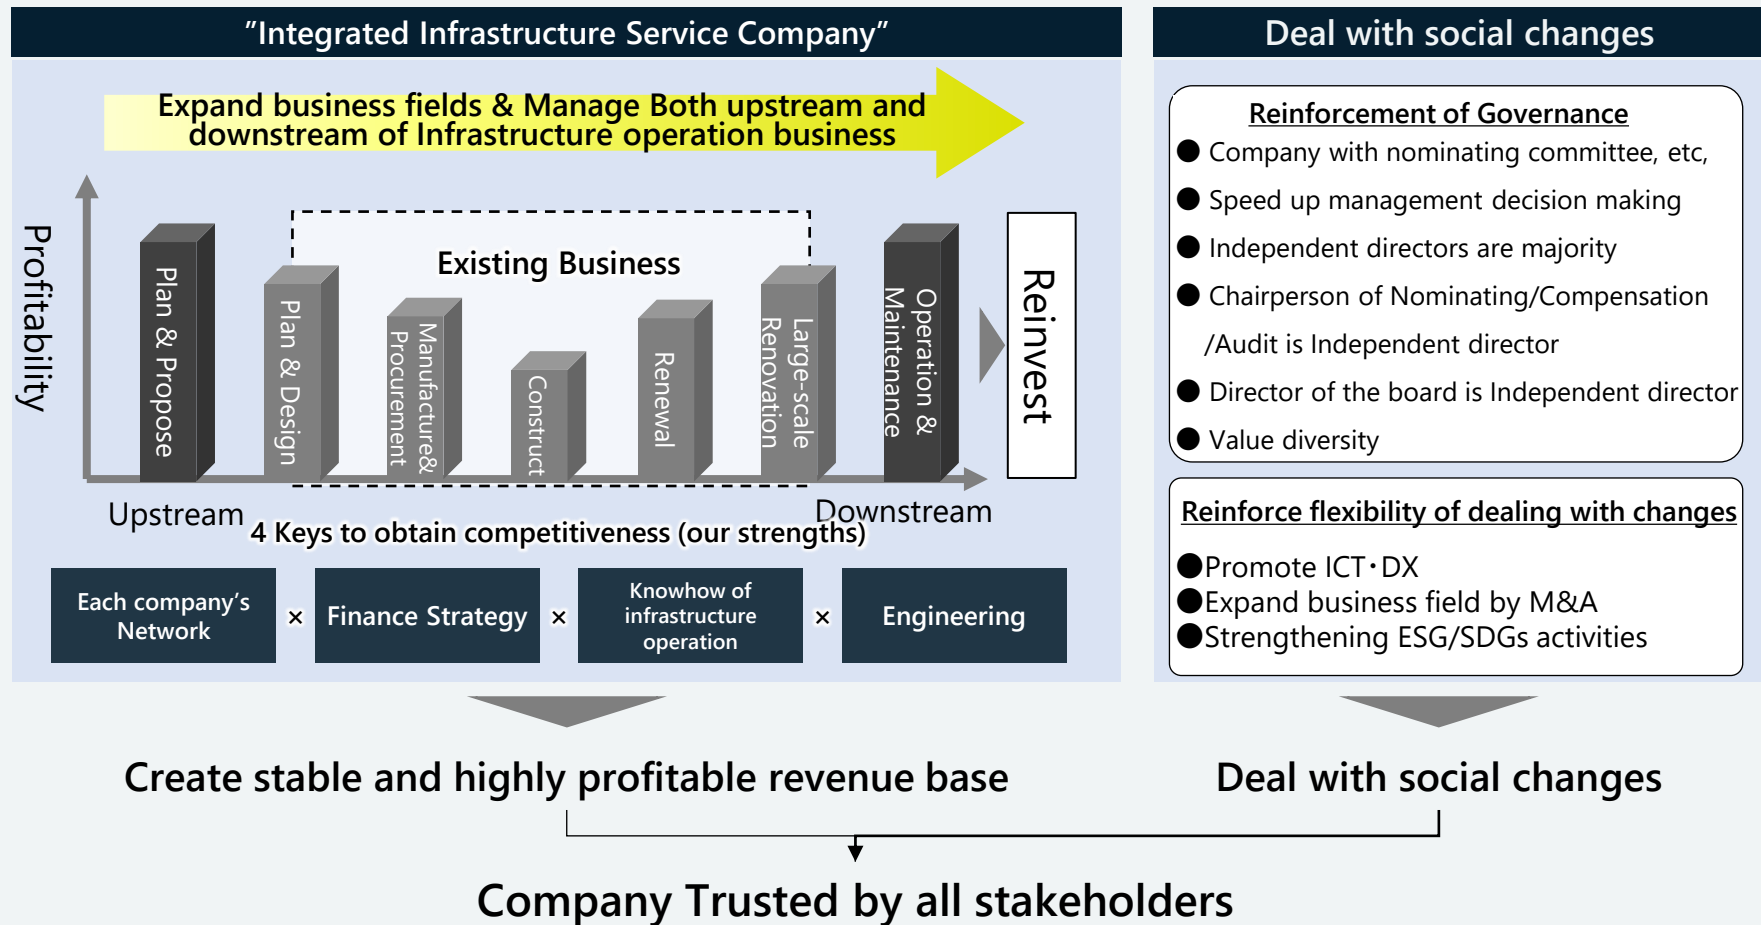 ”Integrated Infrastructure Service Company”
Expand business fields & Manage Both upstream and
downstream of Infrastructure operation business
Profitability
Existing Business
Plan & Propose
Plan & Design
Manufacture&
Procurement
Construct
Renewal
Large-scale
Renovation
Operation &
Maintenance
Reinvest
Upstream
Downstream
4 Keys to obtain competitiveness (our strengths)
Each company’s
Network
×
Finance Strategy
×
Knowhow of
infrastructure
operation
×
Engineering
Deal with social changes
Reinforcement of Governance
● Company with nominating committee, etc,
● Speed up management decision making
● Independent directors are majority
● Chairperson of Nominating/Compensation
/Audit is Independent director
● Director of the board is Independent director
● Value diversity
Reinforce flexibility of dealing with changes
●Promote ICT・DX
●Expand business field by M&A
●Strengthening ESG/SDGs activities
Create stable and highly profitable revenue base
Deal with social changes
Company Trusted by all stakeholders